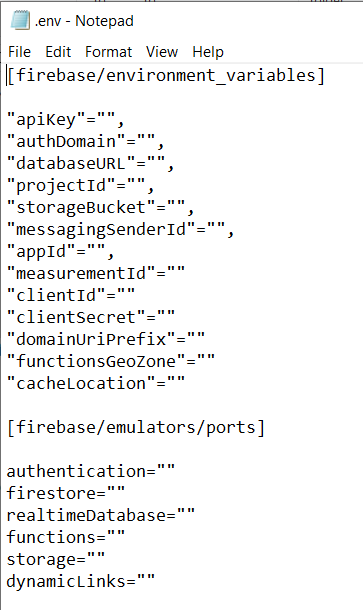 .env - Notepad
File Edit Format View Help
[firebase/environment_variables]
"apiKey"="",
"authDomain"="",
"databaseURL"="",
"projectId"="",
"storageBucket"="",
"messagingSenderId"="",
"appId"="",
"measurementId"=""
"clientId"=""
"clientSecret"=""
"domainUriPrefix"=""
"functionsGeoZone"=""
"cacheLocation"=""
[firebase/emulators/ports]
authentication=""
firestore=""
realtimeDatabase=""
functions=""
storage=""
dynamicLinks=""